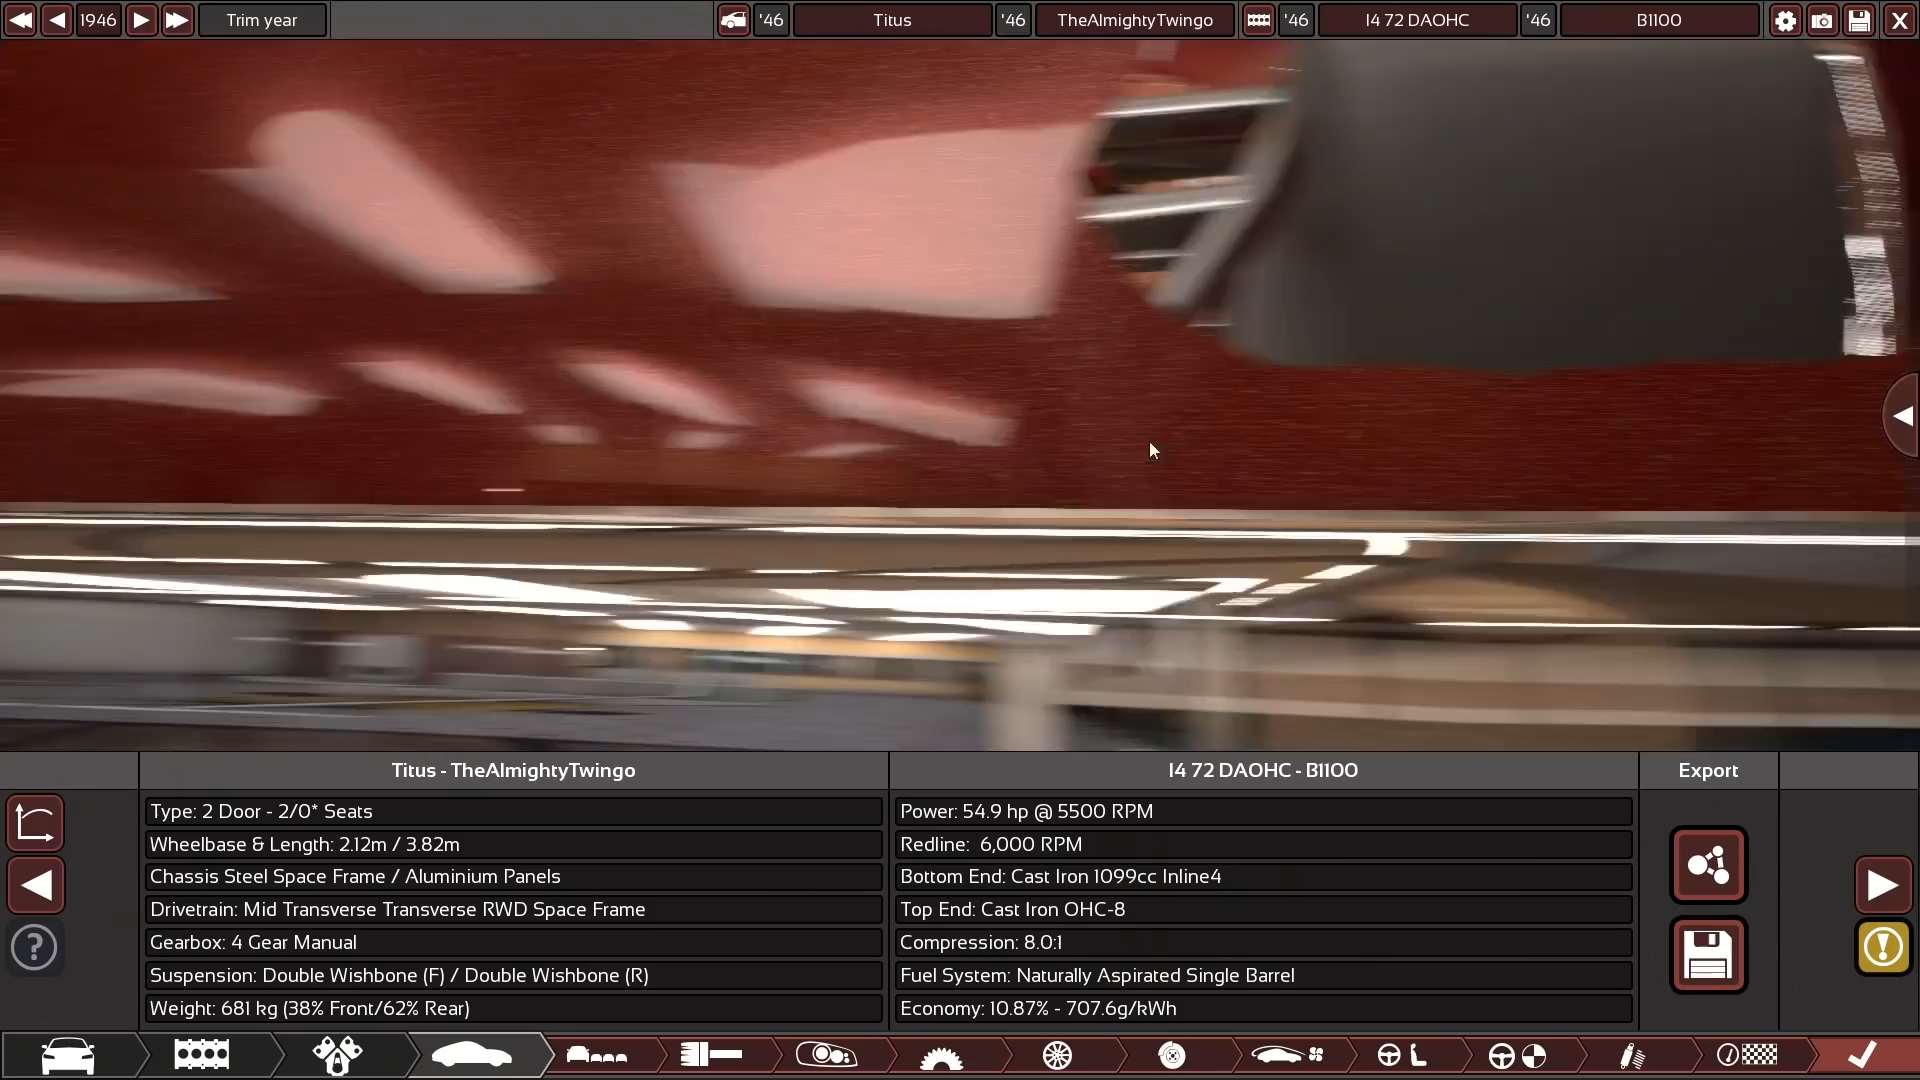 1946 Trim year '46 Titus '46 TheAlmightyTwingo '46 I4 72 DAOHC '46 B1100
Titus - TheAlmightyTwingo
Type: 2 Door - 2/0* Seats
Wheelbase & Length: 2.12m / 3.82m
Chassis Steel Space Frame / Aluminium Panels
Drivetrain: Mid Transverse Transverse RWD Space Frame
Gearbox: 4 Gear Manual
Suspension: Double Wishbone (F) / Double Wishbone (R)
Weight: 681 kg (38% Front/62% Rear)
I4 72 DAOHC - B1100
Power: 54.9 hp @ 5500 RPM
Redline: 6,000 RPM
Bottom End: Cast Iron 1099cc Inline4
Top End: Cast Iron OHC-8
Compression: 8.0:1
Fuel System: Naturally Aspirated Single Barrel
Economy: 10.87% - 707.6g/kWh
Export